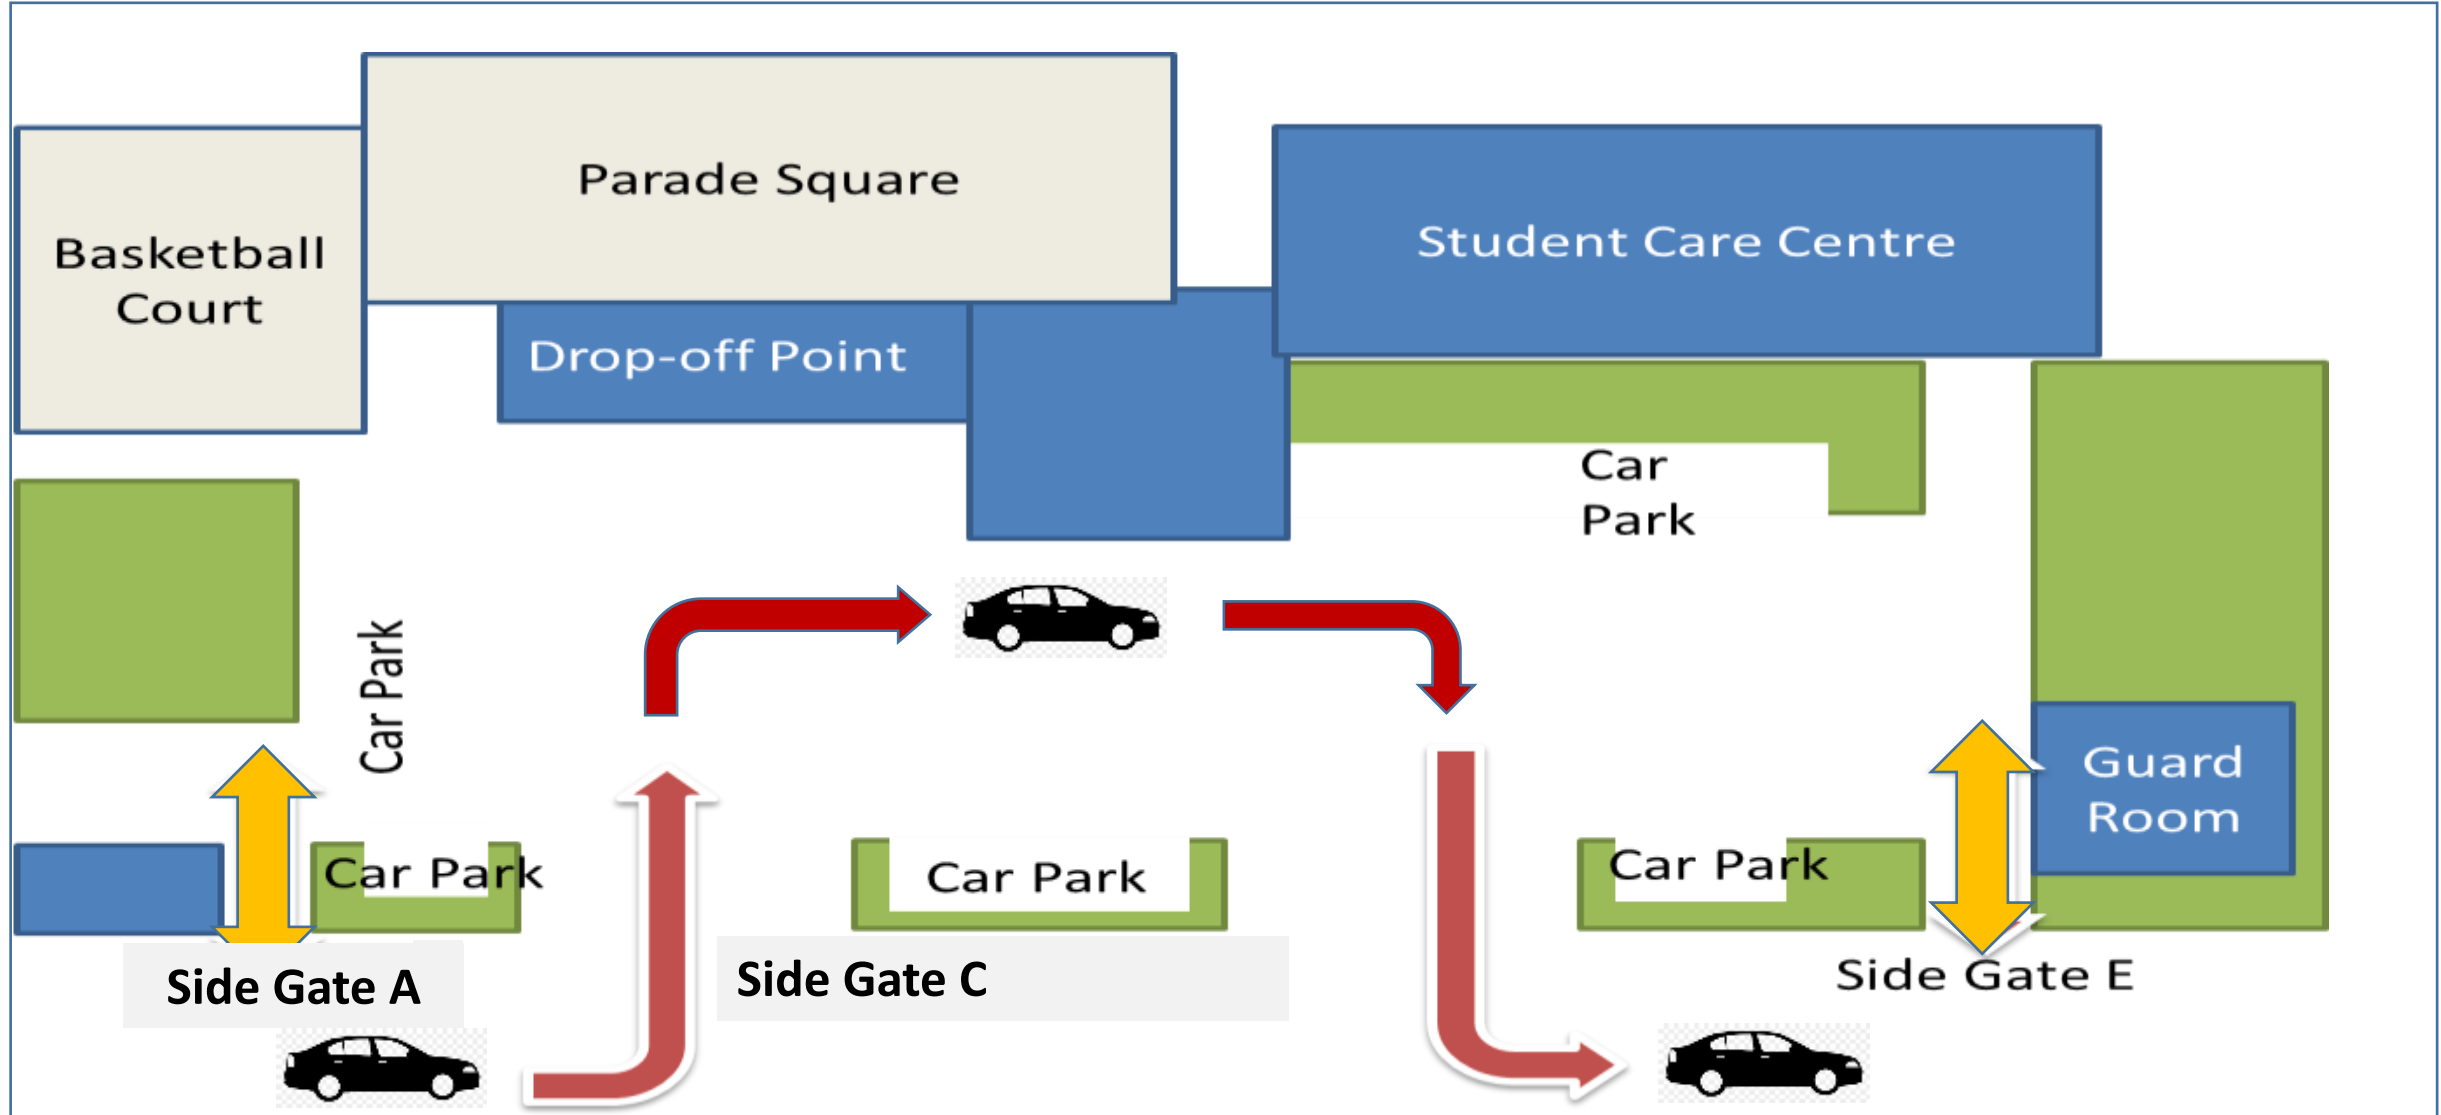 Parade Square
Basketball
Court
Student Care Centre
Drop-off Point
Car
Park
Car Park
Guard
Room
Car Park
Car Park
Car Park
Side Gate A
Side Gate C
Side Gate E